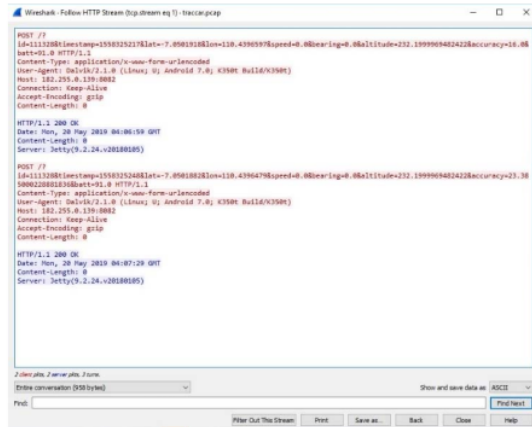 Wireshark - Follow HTTP Stream (tcp.stream eq 1) - traccar.pcap
POST /?
id=111328&timestamp=1558325217&lat=-7.0501918&lon=110.4396597&speed=0.0&bearing=0.0&altitude=232.1999969482422&accuracy=16.0&
batt=91.0 HTTP/1.1
Content-Type: application/x-www-form-urlencoded
User-Agent: Dalvik/2.1.0 (Linux; U; Android 7.0; K350t Build/K350t)
Host: 182.255.0.139:8082
Connection: Keep-Alive
Accept-Encoding: gzip
Content-Length: 0
HTTP/1.1 200 OK
Date: Mon, 20 May 2019 04:06:59 GMT
Content-Length: 0
Server: Jetty(9.2.24.v20180105)
POST /?
id=111328&timestamp=1558325248&lat=-7.0501882&lon=110.4396479&speed=0.0&bearing=0.0&altitude=232.1999969482422&accuracy=23.38
5000228881836&batt=91.0 HTTP/1.1
Content-Type: application/x-www-form-urlencoded
User-Agent: Dalvik/2.1.0 (Linux; U; Android 7.0; K350t Build/K350t)
Host: 182.255.0.139:8082
Connection: Keep-Alive
Accept-Encoding: gzip
Content-Length: 0
HTTP/1.1 200 OK
Date: Mon, 20 May 2019 04:07:29 GMT
Content-Length: 0
Server: Jetty(9.2.24.v20180105)
2 client pkts, 2 server pkts, 3 turns.
Entire conversation (958 bytes)
Show and save data as ASCII
Find:
Find Next
Filter Out This Stream Print Save as... Back Close Help